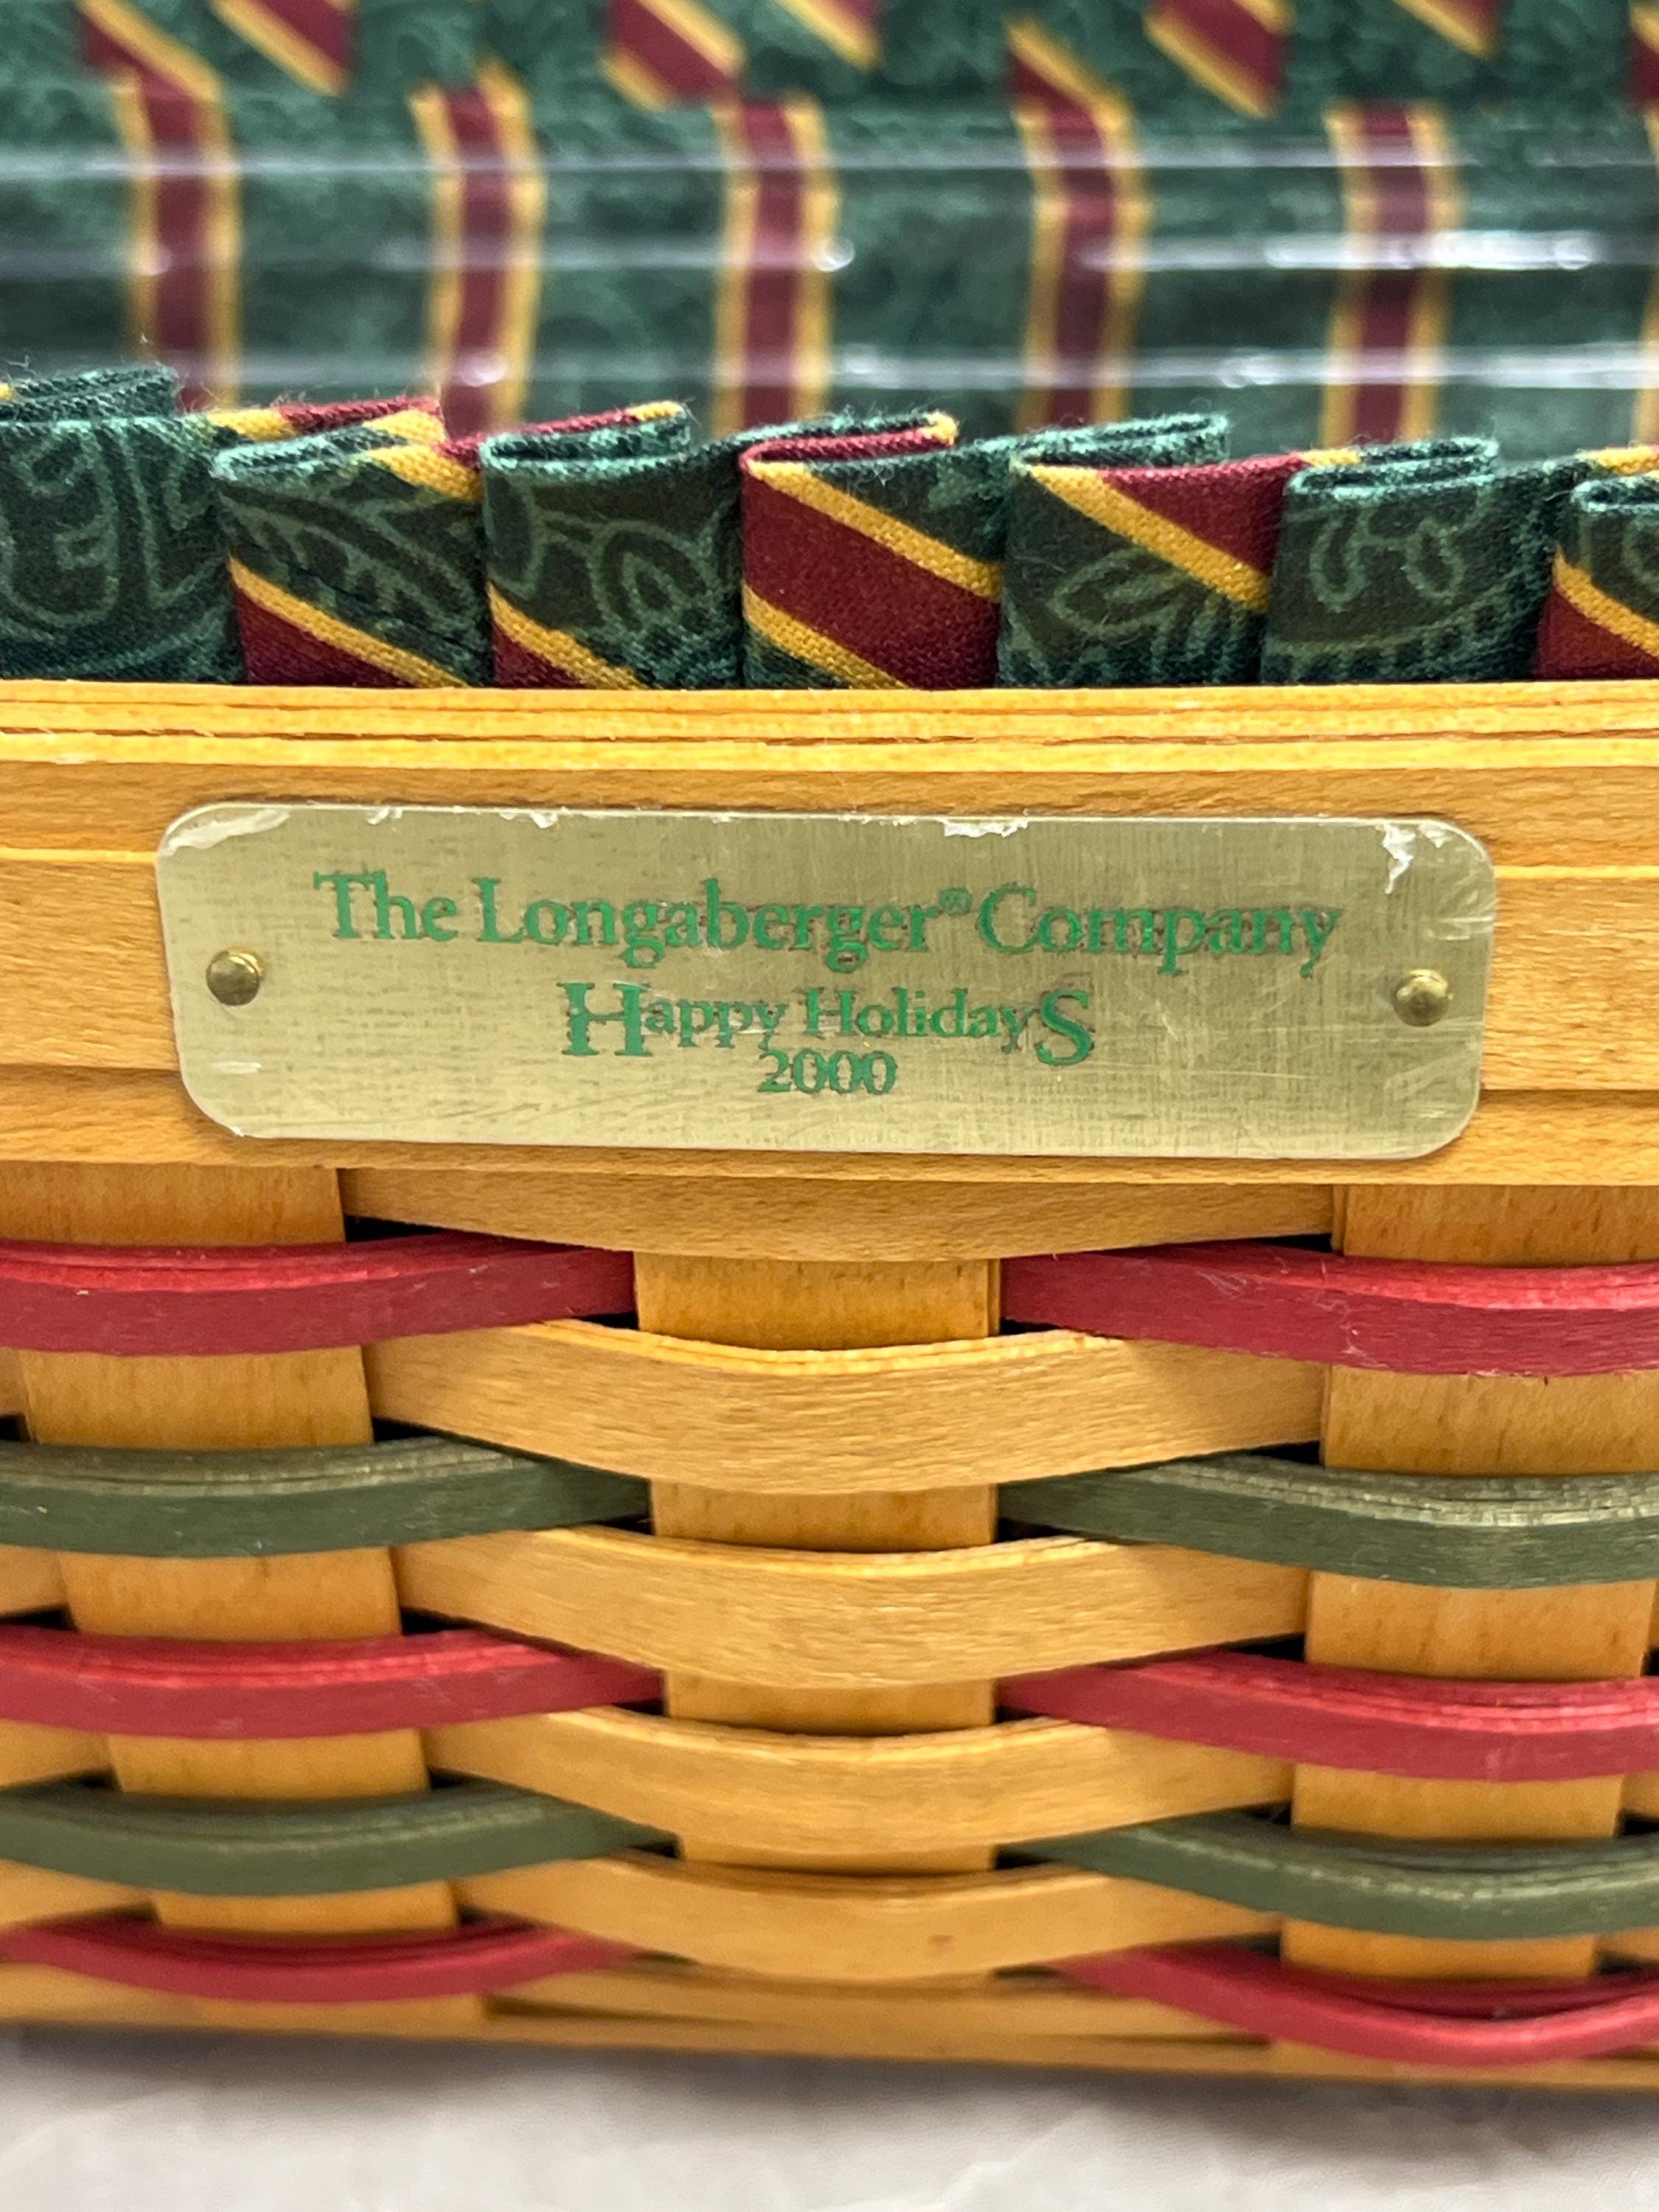 The Longaberger® Company
Happy HolidayS
2000